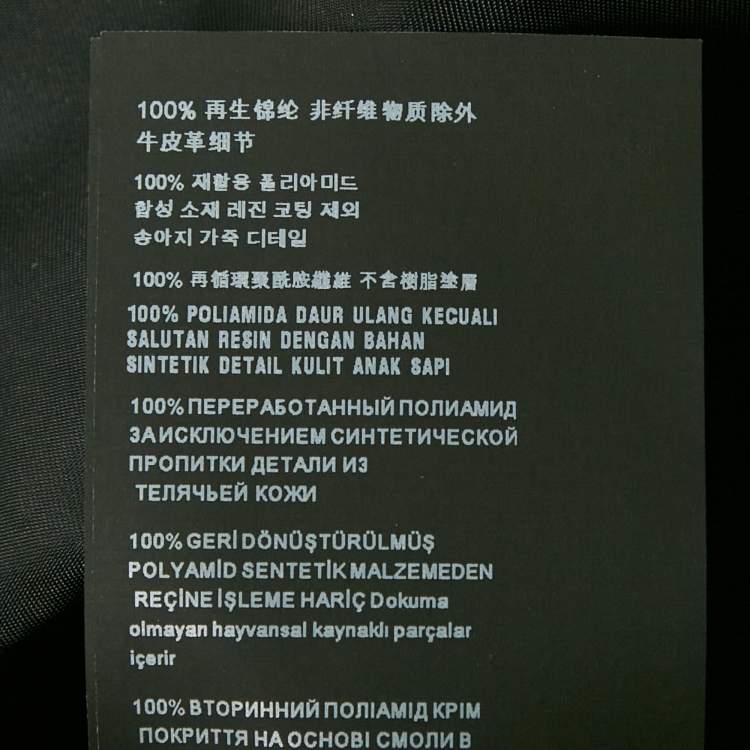 100% 再生锦纶 非纤维物质除外
牛皮革细节
100% 재활용 폴리아미드
합성 소재 레진 코팅 제외
송아지 가죽 디테일
100% 再循環聚酰胺纖維 不含樹脂塗層
100% POLIAMIDA DAUR ULANG KECUALI
SALUTAN RESIN DENGAN BAHAN
SINTETIK DETAIL KULIT ANAK SAPI
100% ПЕРЕРАБОТАННЫЙ ПОЛИАМИД
ЗА ИСКЛЮЧЕНИЕМ СИНТЕТИЧЕСКОЙ
ПРОПИТКИ ДЕТАЛИ ИЗ
ТЕЛЯЧЬЕЙ КОЖИ
100% GERİ DÖNÜŞTÜRÜLMÜŞ
POLYAMİD SENTETİK MALZEMEDEN
REÇİNE İŞLEME HARİÇ Dokuma
olmayan hayvansal kaynaklı parçalar
içerir
100% ВТОРИННИЙ ПОЛІАМІД КРІМ
ПОКРИТТЯ НА ОСНОВІ СМОЛИ В